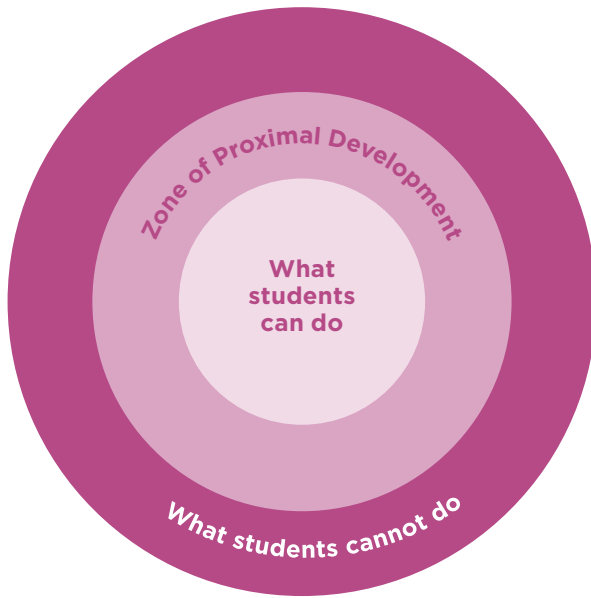 Zone of Proximal Development
What
students
can do
What students cannot do